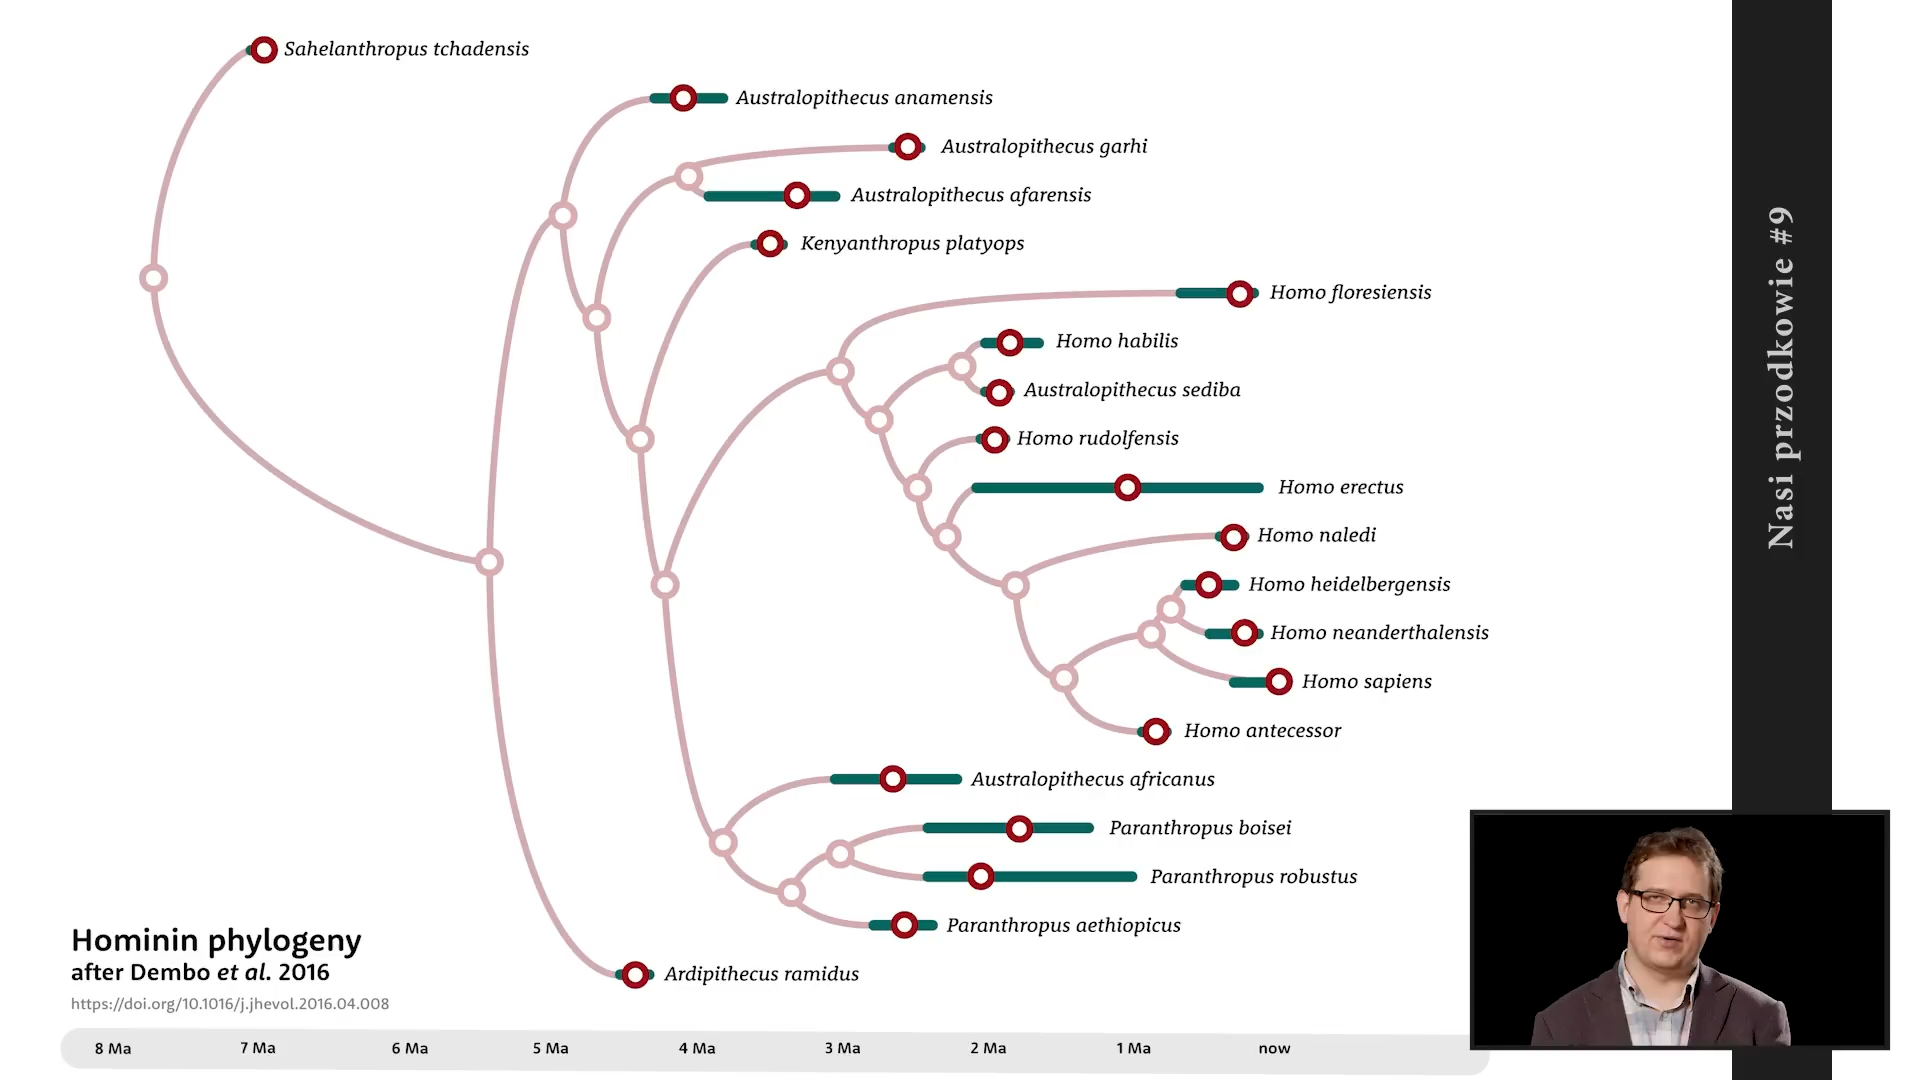 Sahelanthropus tchadensis
Australopithecus anamensis
Australopithecus garhi
Australopithecus afarensis
Kenyanthropus platyops
Homo floresiensis
Homo habilis
Australopithecus sediba
Homo rudolfensis
Homo erectus
Homo naledi
Homo heidelbergensis
Homo neanderthalensis
Homo sapiens
Homo antecessor
Australopithecus africanus
Paranthropus boisei
Paranthropus robustus
Paranthropus aethiopicus
Ardipithecus ramidus
Hominin phylogeny
after Dembo et al. 2016
https://doi.org/10.1016/j.jhevol.2016.04.008
8 Ma 7 Ma 6 Ma 5 Ma 4 Ma 3 Ma 2 Ma 1 Ma now
Nasi przodkowie #9